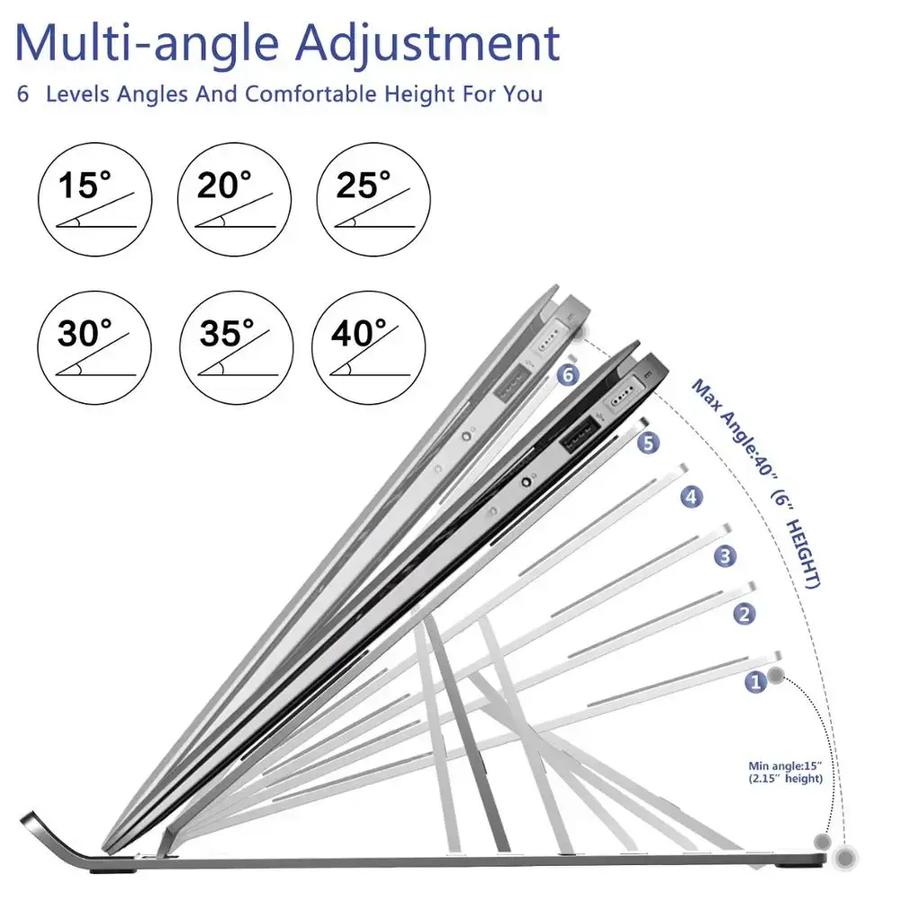 Multi-angle Adjustment
6 Levels Angles And Comfortable Height For You
15°
20°
25°
30°
35°
40°
6
5
4
3
2
1
Max Angle:40" (6" HEIGHT)
Min angle:15"
(2.15" height)